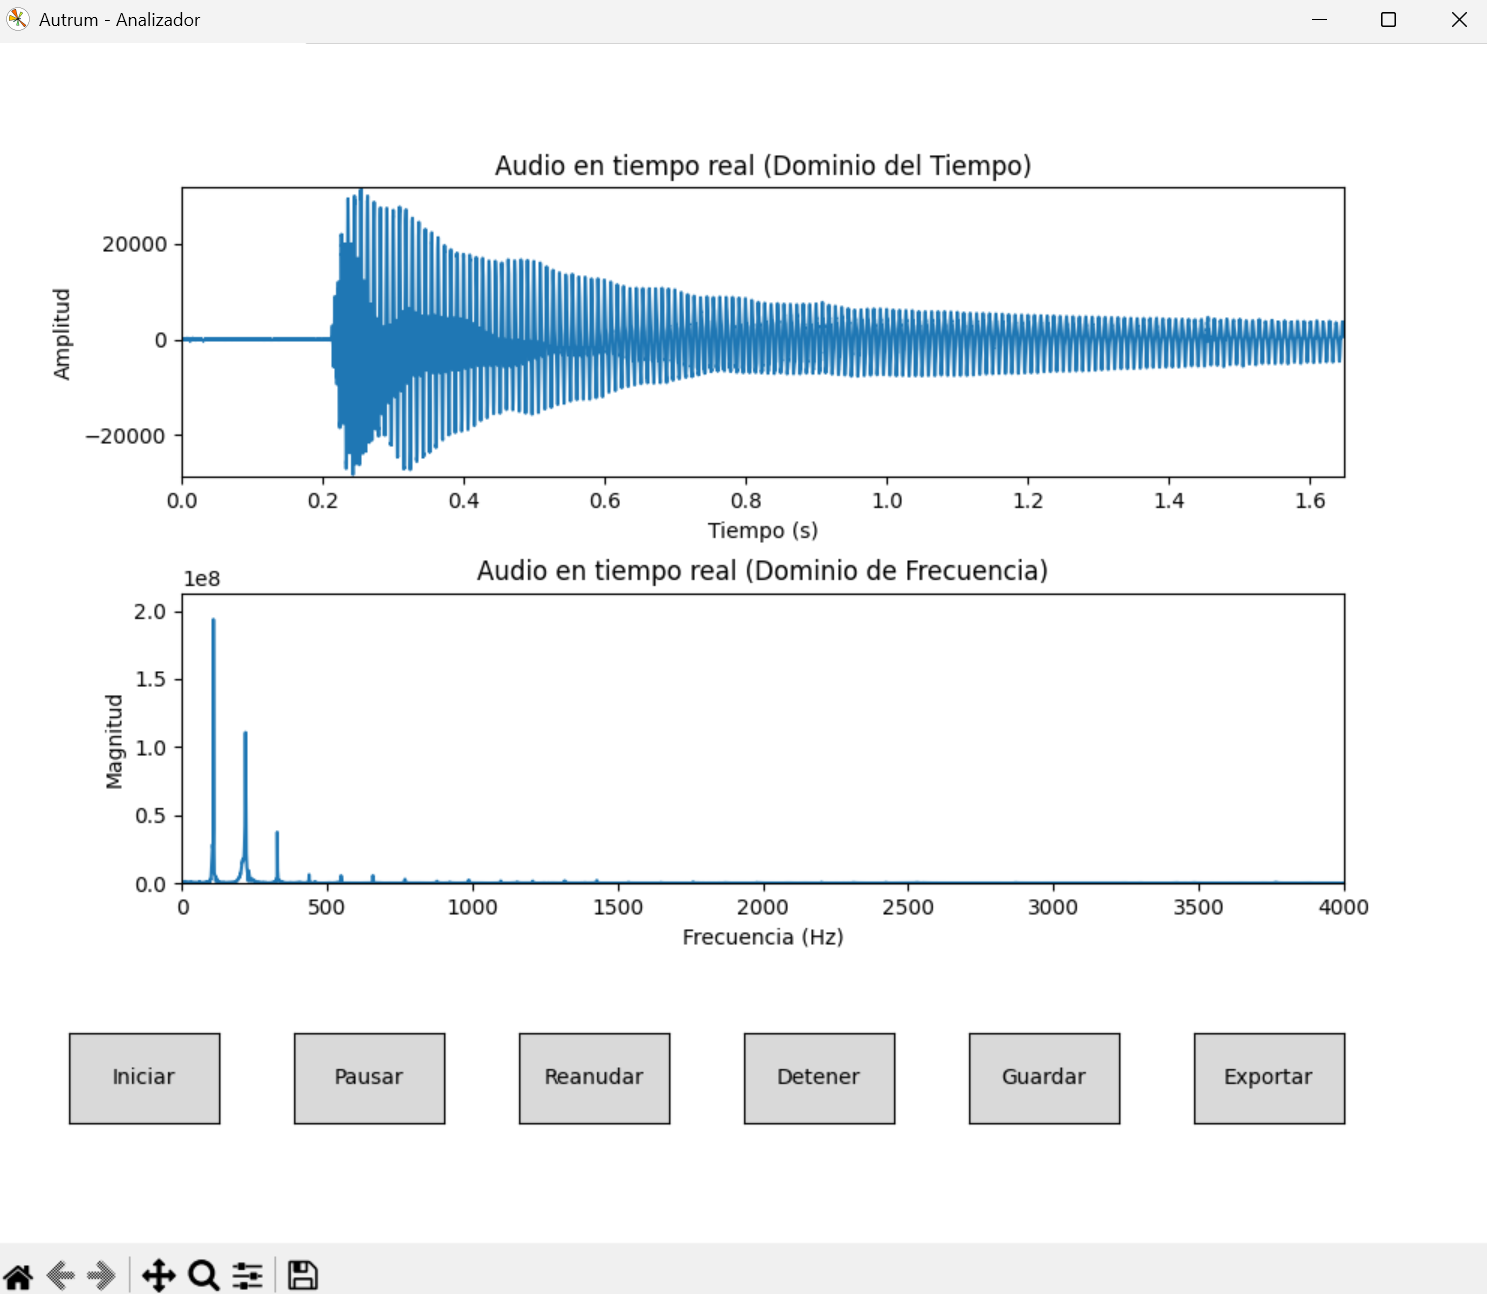 Autrum - Analizador
Audio en tiempo real (Dominio del Tiempo)
Amplitud
20000
0
−20000
0.0 0.2 0.4 0.6 0.8 1.0 1.2 1.4 1.6
Tiempo (s)
Audio en tiempo real (Dominio de Frecuencia)
1e8
Magnitud
2.0
1.5
1.0
0.5
0.0
0 500 1000 1500 2000 2500 3000 3500 4000
Frecuencia (Hz)
Iniciar Pausar Reanudar Detener Guardar Exportar